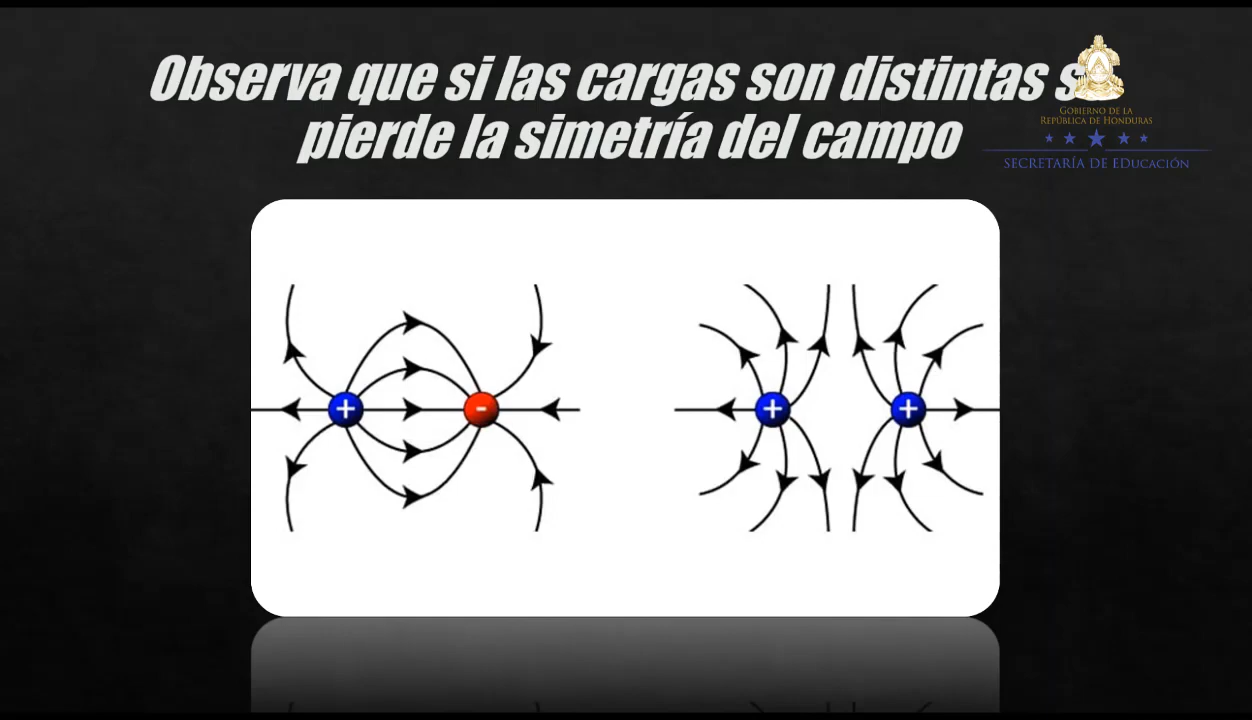 Observa que si las cargas son distintas s
pierde la simetría del campo
GOBIERNO DE LA
REPÚBLICA DE HONDURAS
SECRETARÍA DE EDUCACIÓN
+ -
+ +